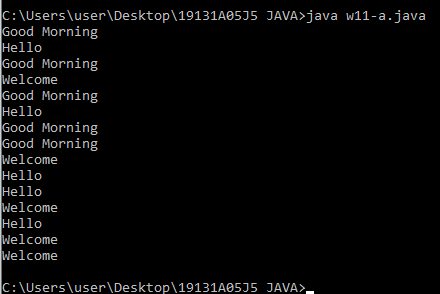 C:\Users\user\Desktop\19131A05J5 JAVA>java w11-a.java
Good Morning
Hello
Good Morning
Welcome
Good Morning
Hello
Good Morning
Good Morning
Welcome
Hello
Hello
Welcome
Hello
Welcome
Welcome
C:\Users\user\Desktop\19131A05J5 JAVA>